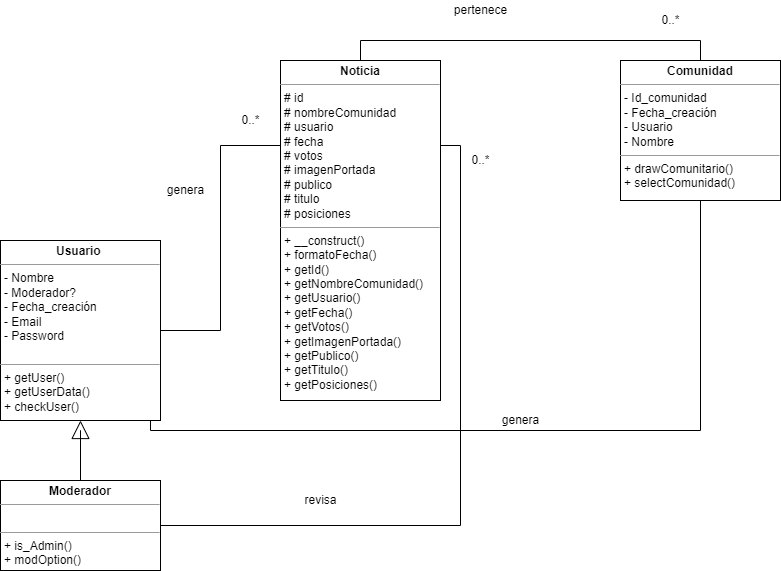 pertenece
0..*
Noticia
# id
# nombreComunidad
# usuario
# fecha
# votos
# imagenPortada
# publico
# titulo
# posiciones
+ __construct()
+ formatoFecha()
+ getId()
+ getNombreComunidad()
+ getUsuario()
+ getFecha()
+ getVotos()
+ getImagenPortada()
+ getPublico()
+ getTitulo()
+ getPosiciones()
Comunidad
- Id_comunidad
- Fecha_creación
- Usuario
- Nombre
+ drawComunitario()
+ selectComunidad()
0..*
0..*
genera
Usuario
- Nombre
- Moderador?
- Fecha_creación
- Email
- Password
+ getUser()
+ getUserData()
+ checkUser()
genera
Moderador
+ is_Admin()
+ modOption()
revisa